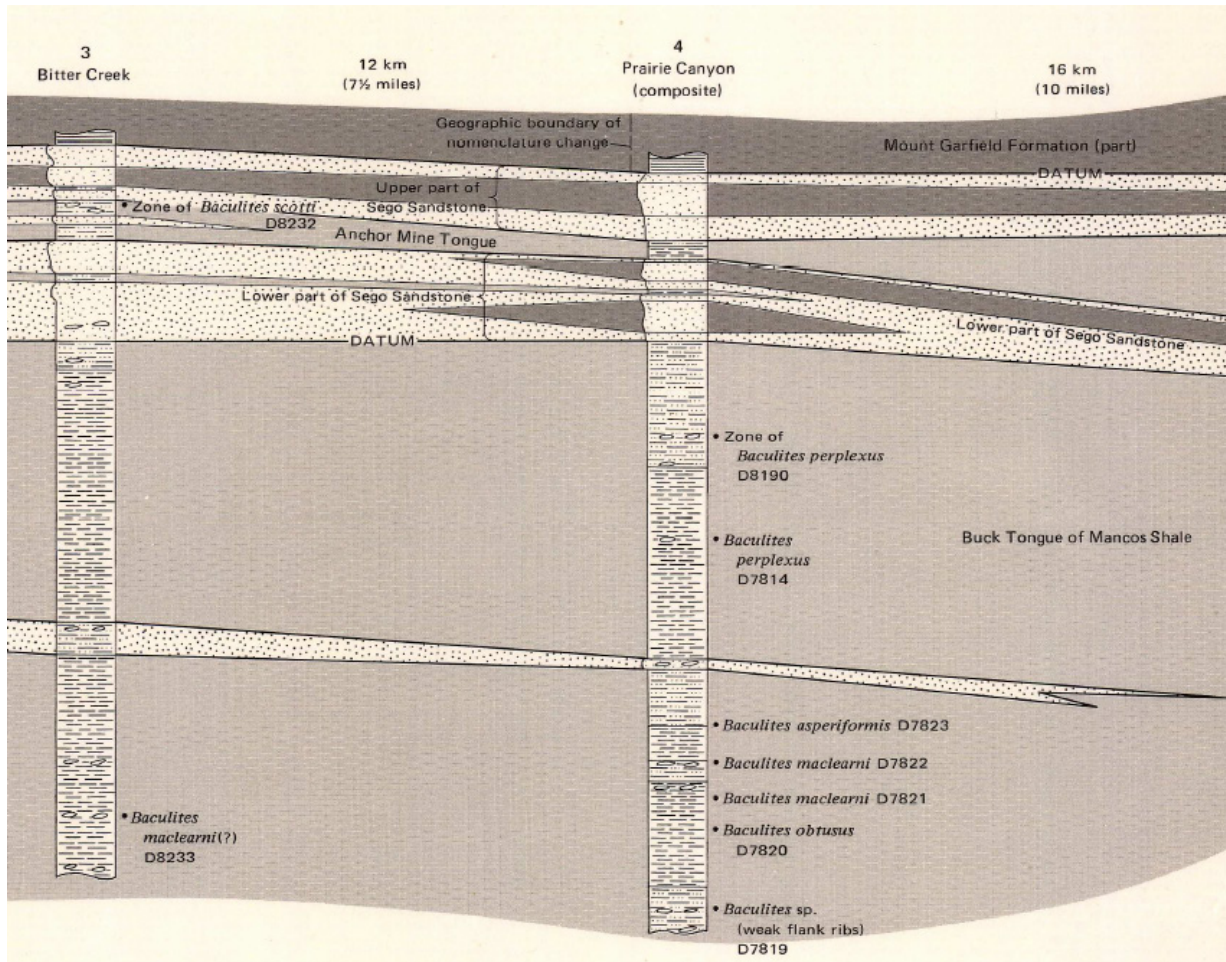 3
Bitter Creek
12 km
(7½ miles)
4
Prairie Canyon
(composite)
16 km
(10 miles)
Geographic boundary of
nomenclature change
Mount Garfield Formation (part)
DATUM
Upper part of
Sego Sandstone
• Zone of Baculites scotti
D8232
Anchor Mine Tongue
Lower part of Sego Sandstone
Lower part of Sego Sandstone
DATUM
• Zone of
Baculites perplexus
D8190
• Baculites
perplexus
D7814
Buck Tongue of Mancos Shale
• Baculites asperiformis D7823
• Baculites maclearni D7822
• Baculites maclearni D7821
• Baculites
maclearni(?)
D8233
• Baculites obtusus
D7820
• Baculites sp.
(weak flank ribs)
D7819